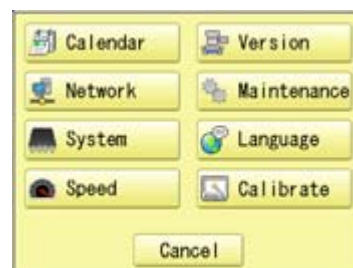 Calendar
Version
Network
Maintenance
System
Language
Speed
Calibrate
Cancel